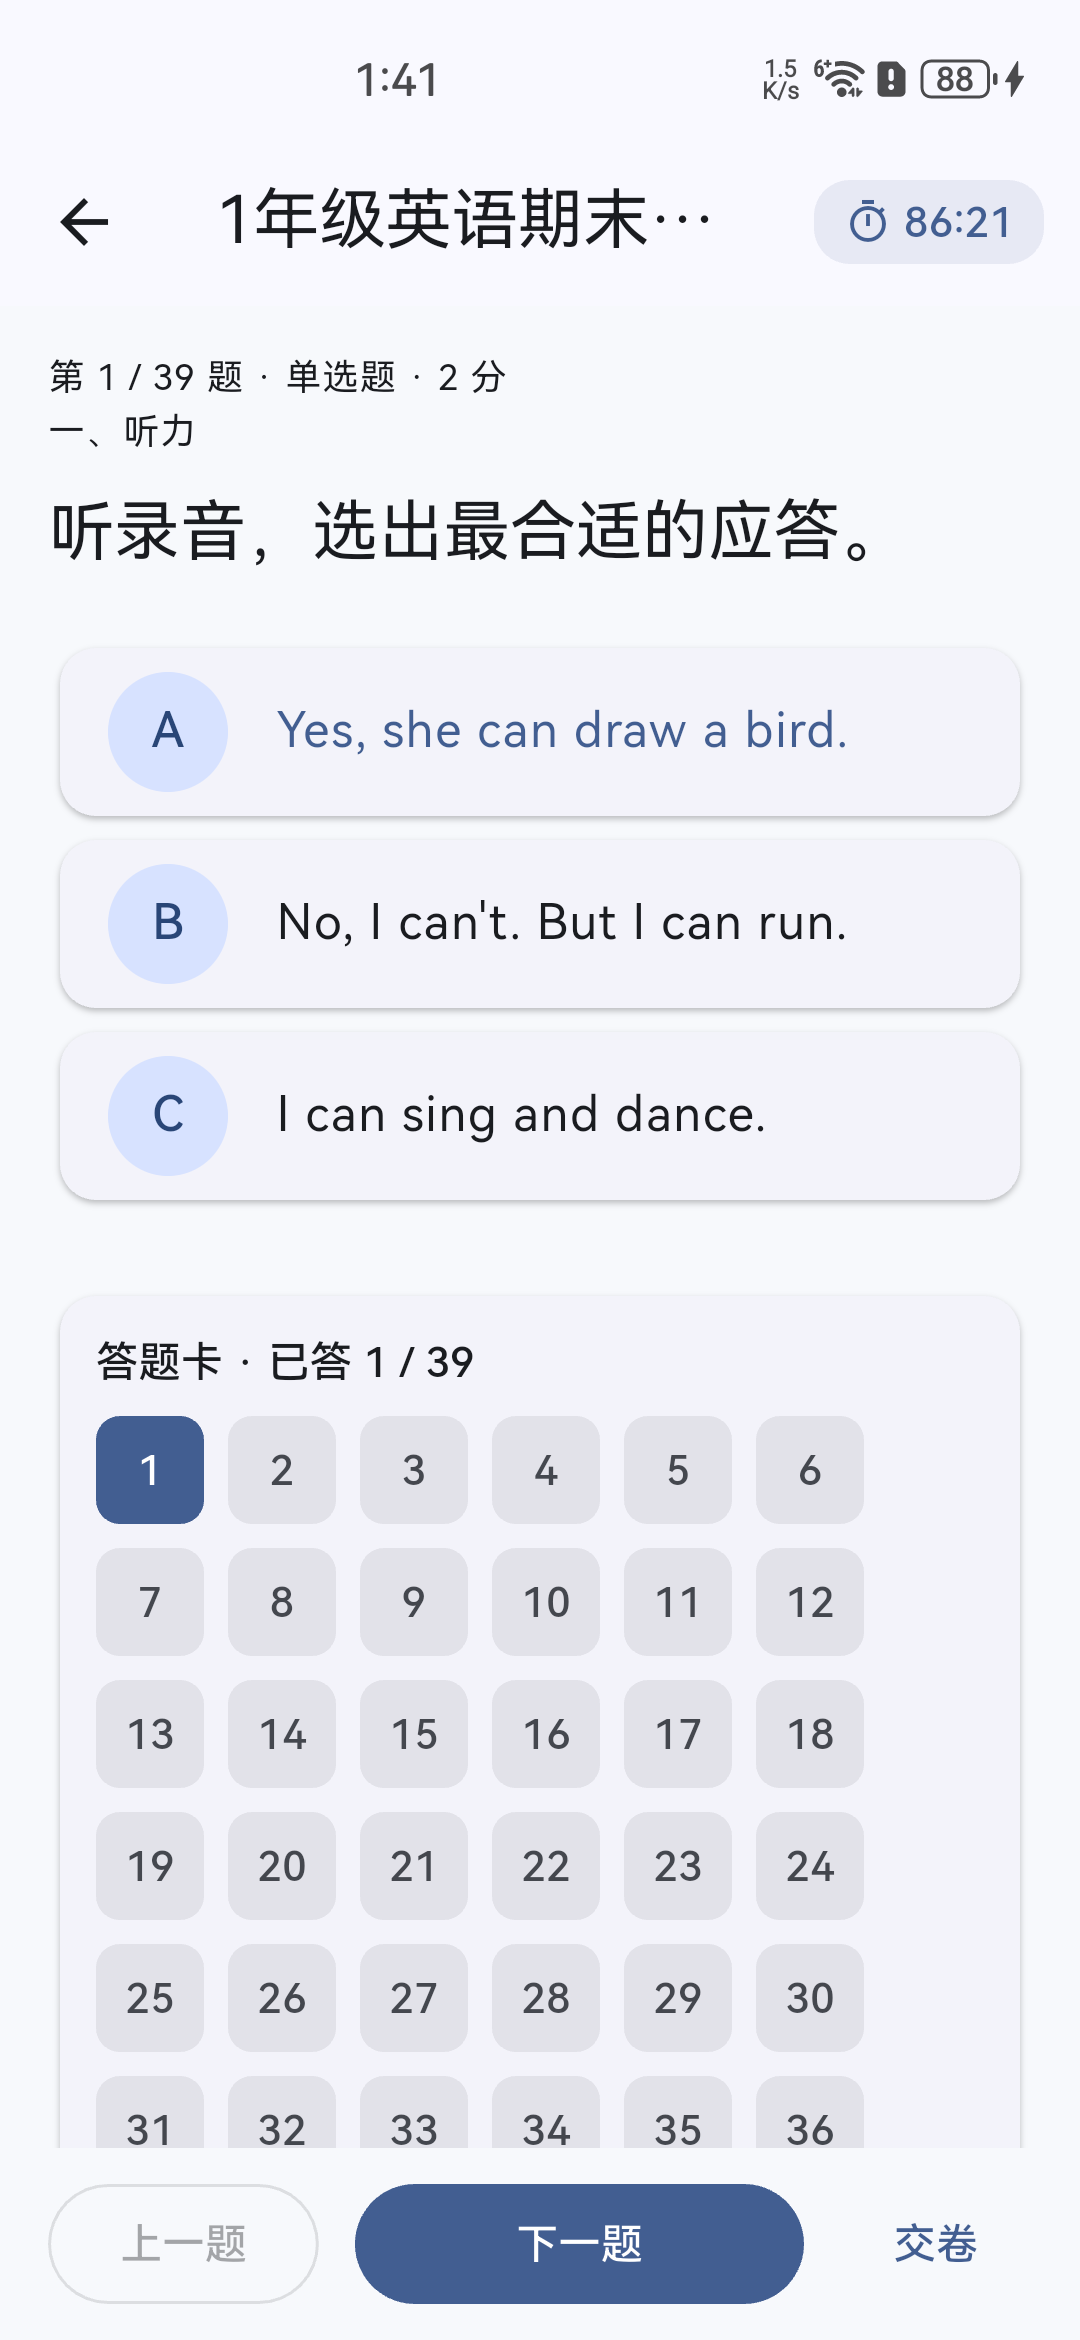 1:41
1.5 K/s
6+
88
1年级英语期末…
86:21
第 1 / 39 题 · 单选题 · 2 分
一、听力
听录音，选出最合适的应答。
A Yes, she can draw a bird.
B No, I can't. But I can run.
C I can sing and dance.
答题卡 · 已答 1 / 39
1 2 3 4 5 6
7 8 9 10 11 12
13 14 15 16 17 18
19 20 21 22 23 24
25 26 27 28 29 30
31 32 33 34 35 36
上一题 下一题 交卷